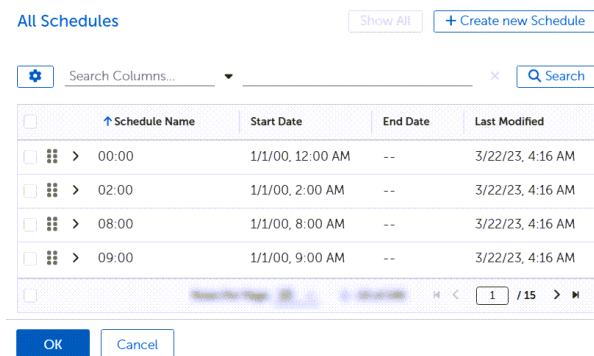 All Schedules Show All + Create new Schedule
Search Columns... × Search
Schedule Name Start Date End Date Last Modified
00:00 1/1/00, 12:00 AM -- 3/22/23, 4:16 AM
02:00 1/1/00, 2:00 AM -- 3/22/23, 4:16 AM
08:00 1/1/00, 8:00 AM -- 3/22/23, 4:16 AM
09:00 1/1/00, 9:00 AM -- 3/22/23, 4:16 AM
1 / 15
OK Cancel